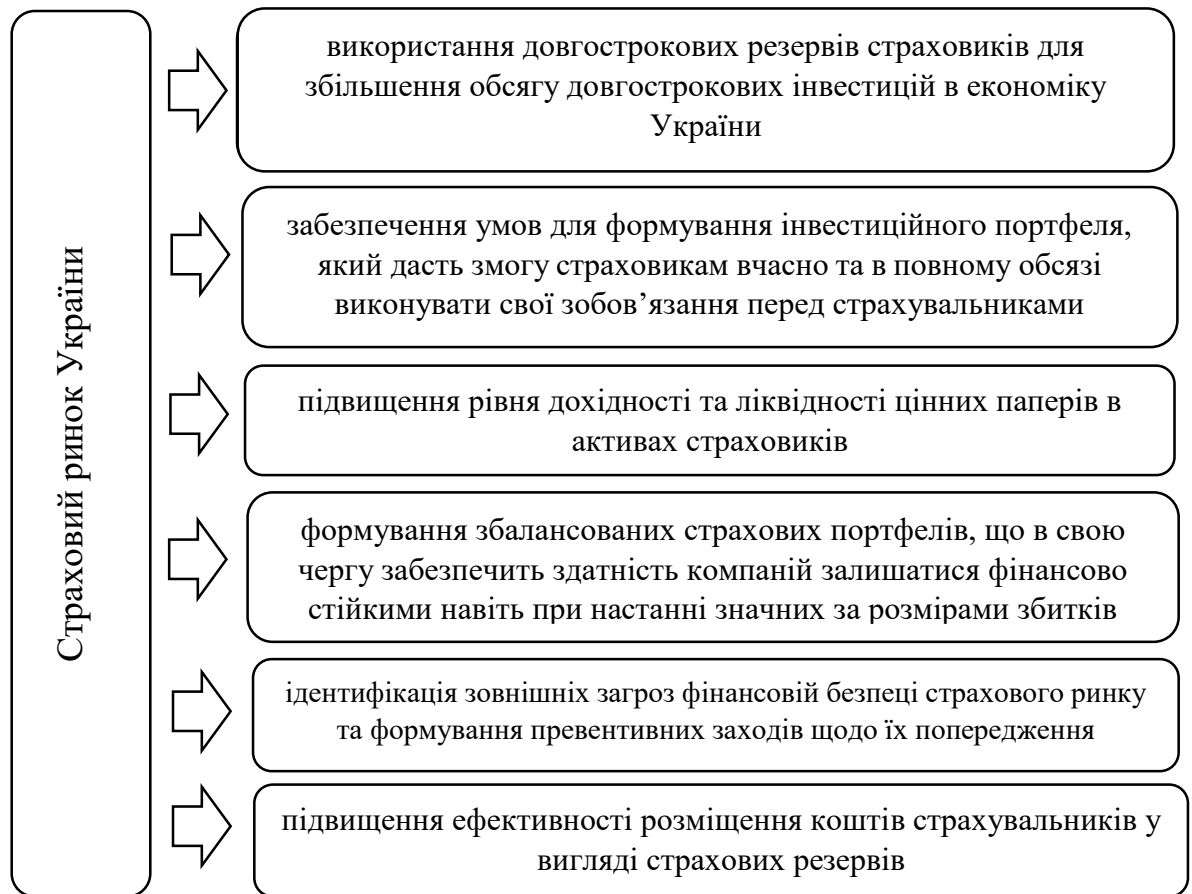 Страховий ринок України
використання довгострокових резервів страховиків для
збільшення обсягу довгострокових інвестицій в економіку
України
забезпечення умов для формування інвестиційного портфеля,
який дасть змогу страховикам вчасно та в повному обсязі
виконувати свої зобов’язання перед страхувальниками
підвищення рівня дохідності та ліквідності цінних паперів в
активах страховиків
формування збалансованих страхових портфелів, що в свою
чергу забезпечить здатність компаній залишатися фінансово
стійкими навіть при настанні значних за розмірами збитків
ідентифікація зовнішніх загроз фінансовій безпеці страхового ринку
та формування превентивних заходів щодо їх попередження
підвищення ефективності розміщення коштів страхувальників у
вигляді страхових резервів